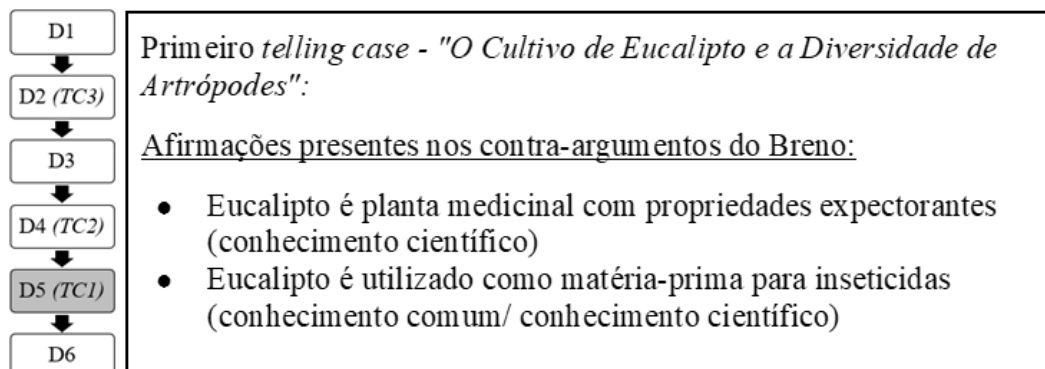 D1
D2 (TC3)
D3
D4 (TC2)
D5 (TC1)
D6
Primeiro telling case - "O Cultivo de Eucalipto e a Diversidade de
Artrópodes":
Afirmações presentes nos contra-argumentos do Breno:
• Eucalipto é planta medicinal com propriedades expectorantes
(conhecimento científico)
• Eucalipto é utilizado como matéria-prima para inseticidas
(conhecimento comum/ conhecimento científico)